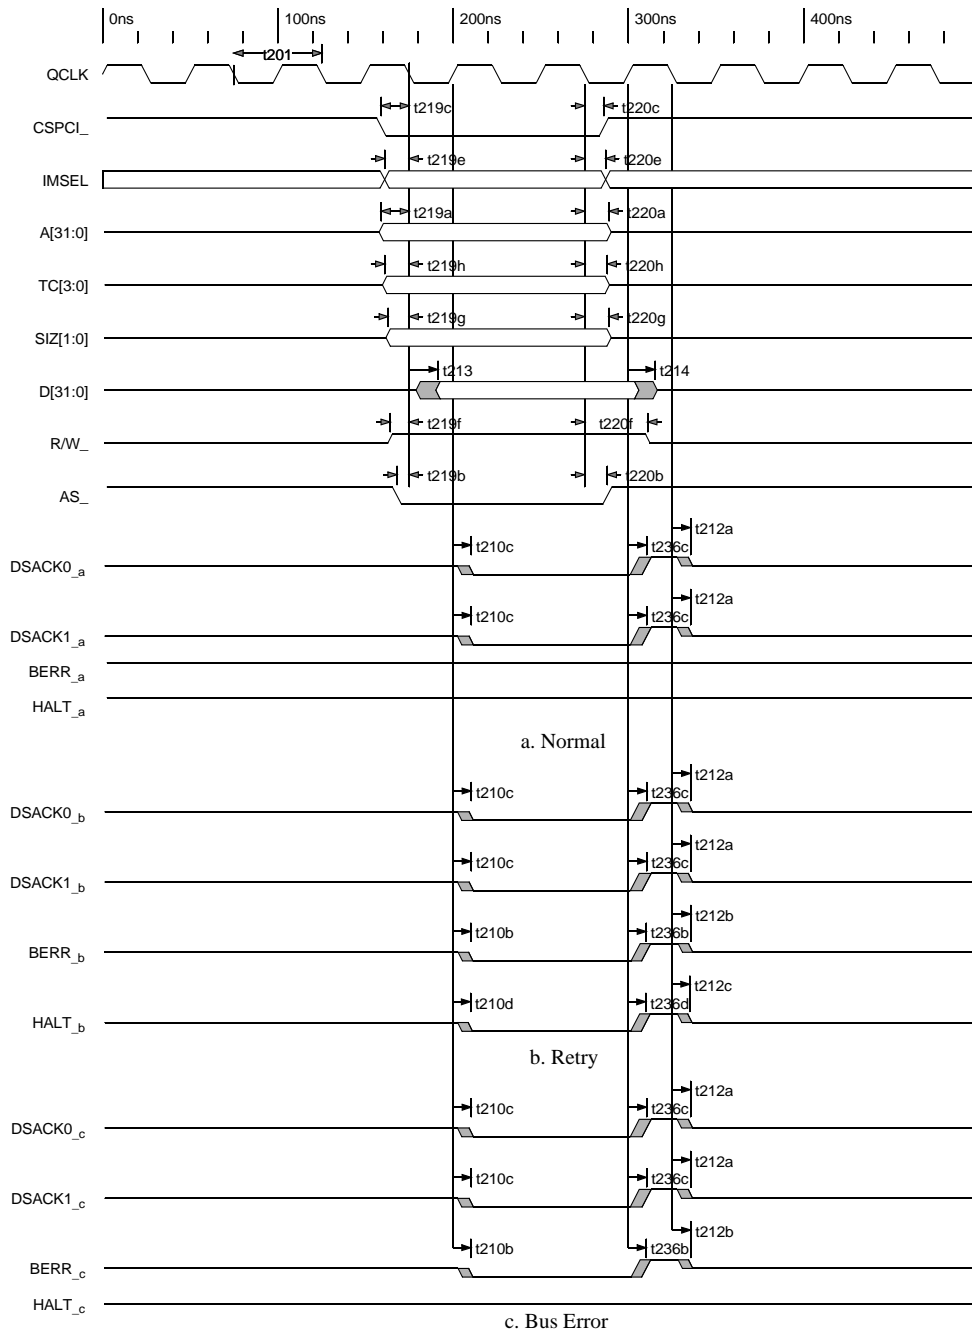 0ns 100ns 200ns 300ns 400ns
t201
QCLK
t219c t220c
CSPCI_
t219e t220e
IMSEL
t219a t220a
A[31:0]
t219h t220h
TC[3:0]
t219g t220g
SIZ[1:0]
t213 t214
D[31:0]
t219f t220f
R/W_
t219b t220b
AS_
t212a
t210c t236c
DSACK0_a
t212a
t210c t236c
DSACK1_a
BERR_a
HALT_a
a. Normal
t212a
t210c t236c
DSACK0_b
t212a
t210c t236c
DSACK1_b
t212b
t210b t236b
BERR_b
t212c
t210d t236d
HALT_b
b. Retry
t212a
t210c t236c
DSACK0_c
t212a
t210c t236c
DSACK1_c
t212b
t210b t236b
BERR_c
HALT_c
c. Bus Error